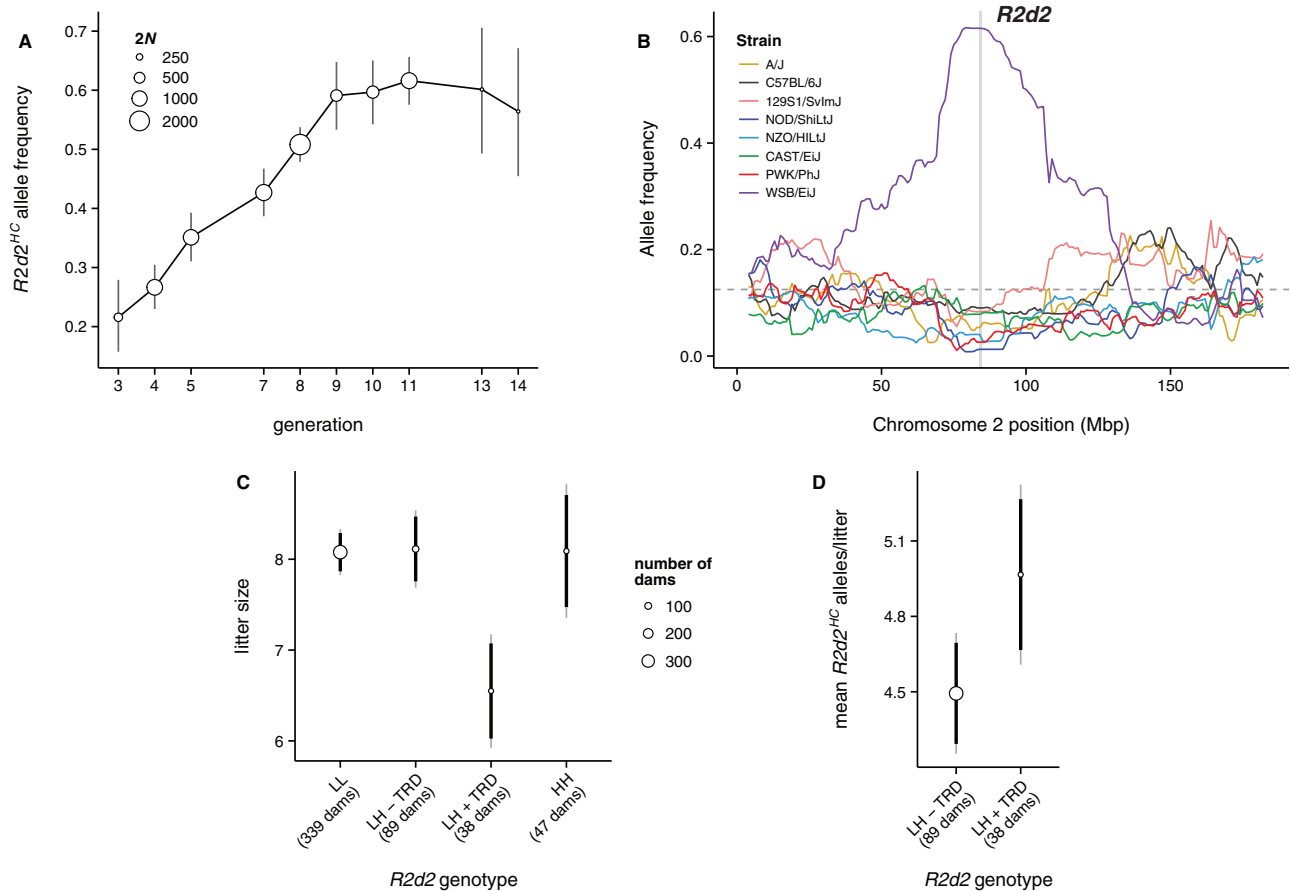 A
2N
250
500
1000
2000
0.7
0.6
0.5
0.4
0.3
0.2
R2d2HC allele frequency
3 4 5 7 8 9 10 11 13 14
generation
B
R2d2
Strain
A/J
C57BL/6J
129S1/SvImJ
NOD/ShiLtJ
NZO/HILtJ
CAST/EiJ
PWK/PhJ
WSB/EiJ
0.6
0.4
0.2
0.0
Allele frequency
0 50 100 150
Chromosome 2 position (Mbp)
C
8
7
6
litter size
LL
(339 dams)
LH − TRD
(89 dams)
LH + TRD
(38 dams)
HH
(47 dams)
R2d2 genotype
number of
dams
100
200
300
D
5.1
4.8
4.5
mean R2d2HC alleles/litter
LH − TRD
(89 dams)
LH + TRD
(38 dams)
R2d2 genotype